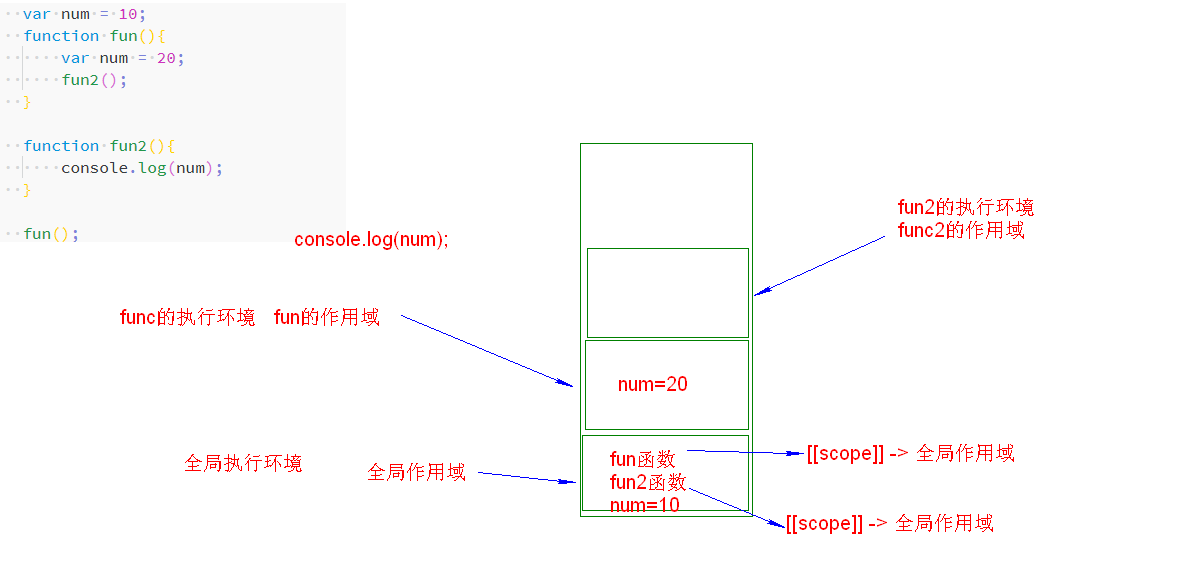 var num = 10;
function fun(){
var num = 20;
fun2();
}
function fun2(){
console.log(num);
}
fun();
console.log(num);
fun2的执行环境
func2的作用域
func的执行环境 fun的作用域
num=20
全局执行环境
全局作用域
fun函数
fun2函数
num=10
[[scope]] -> 全局作用域
[[scope]] -> 全局作用域